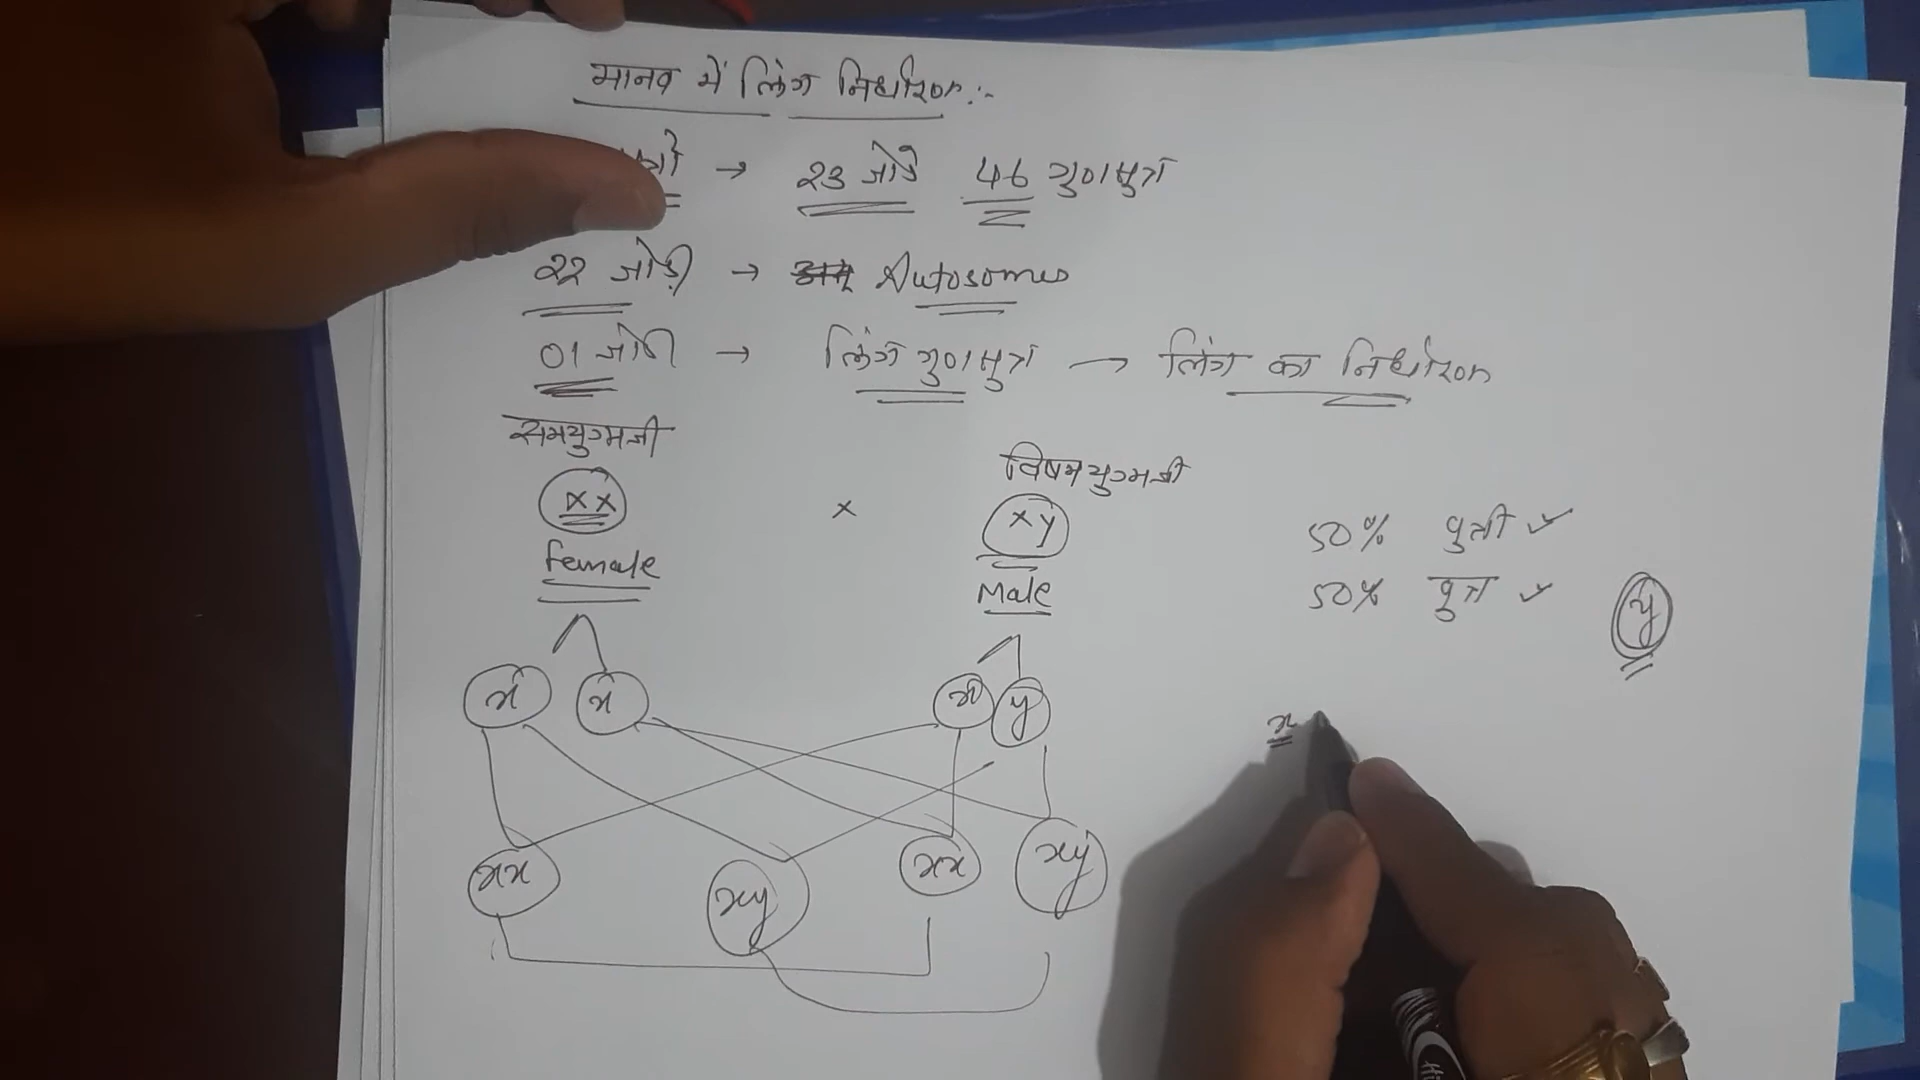 मानव में लिंग निर्धारण :-
→ 23 जोडे 46 गुणसुत्र
22 जोडी़ → Autosomes
01 जोडी → लिंग गुणसुत्र → लिंग का निर्धारण
समयुग्मजी
विषमयुग्मजी
xx × xy
Female Male
50% पुत्री ✓
50% पुत्र ✓
y
x x x y
x
xx xy xx xy